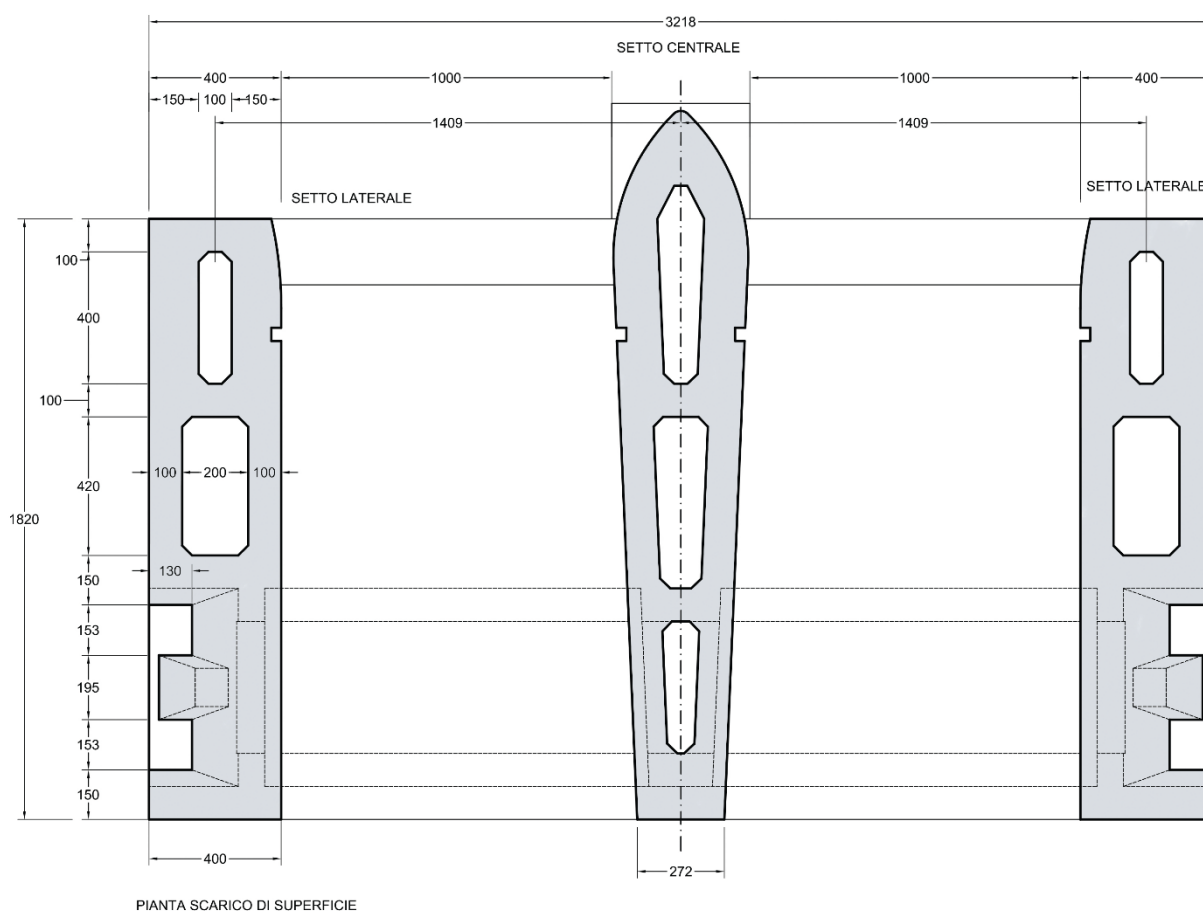 3218
SETTO CENTRALE
400 1000 1000 400
150 100 150
1409 1409
SETTO LATERALE SETTO LATERALE
100
400
100
100 200 100
420
1820
130
150
153
195
153
150
400 272
PIANTA SCARICO DI SUPERFICIE